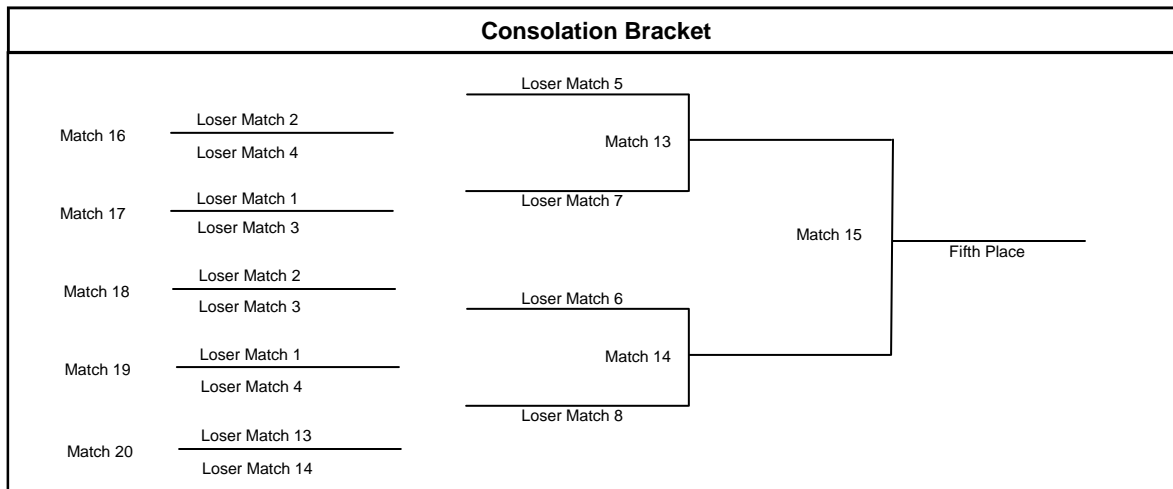 Consolation Bracket
Match 16
Loser Match 2
Loser Match 4
Match 17
Loser Match 1
Loser Match 3
Match 18
Loser Match 2
Loser Match 3
Match 19
Loser Match 1
Loser Match 4
Match 20
Loser Match 13
Loser Match 14
Loser Match 5
Match 13
Loser Match 7
Loser Match 6
Match 14
Loser Match 8
Match 15
Fifth Place